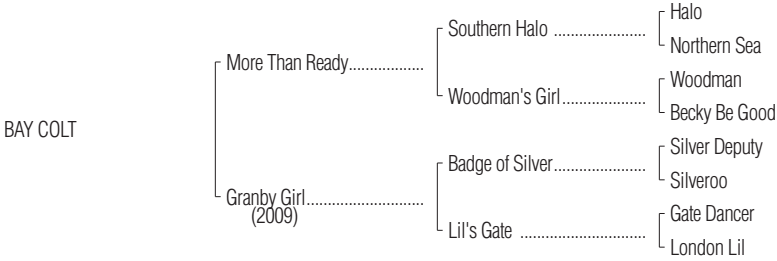 Halo
Southern Halo ......................
Northern Sea
More Than Ready..................
Woodman
Woodman's Girl....................
Becky Be Good
BAY COLT
Silver Deputy
Badge of Silver......................
Silveroo
Granby Girl............................
(2009)
Gate Dancer
Lil's Gate ..............................
London Lil